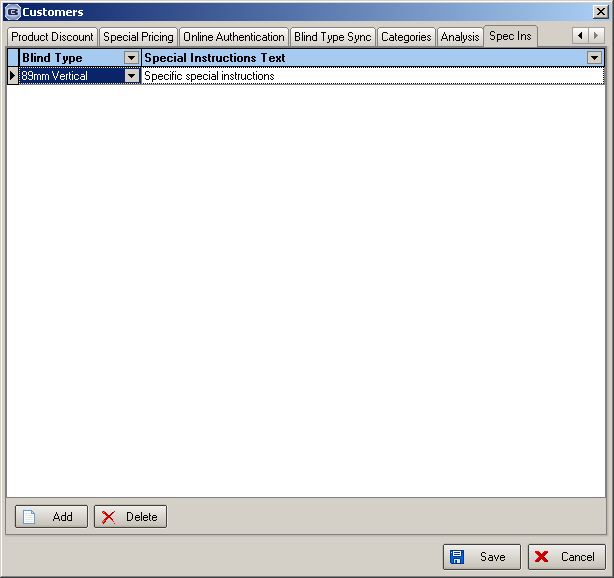 Customers
Product Discount Special Pricing Online Authentication Blind Type Sync Categories Analysis Spec Ins
Blind Type Special Instructions Text
89mm Vertical Specific special instructions
Add Delete
Save Cancel